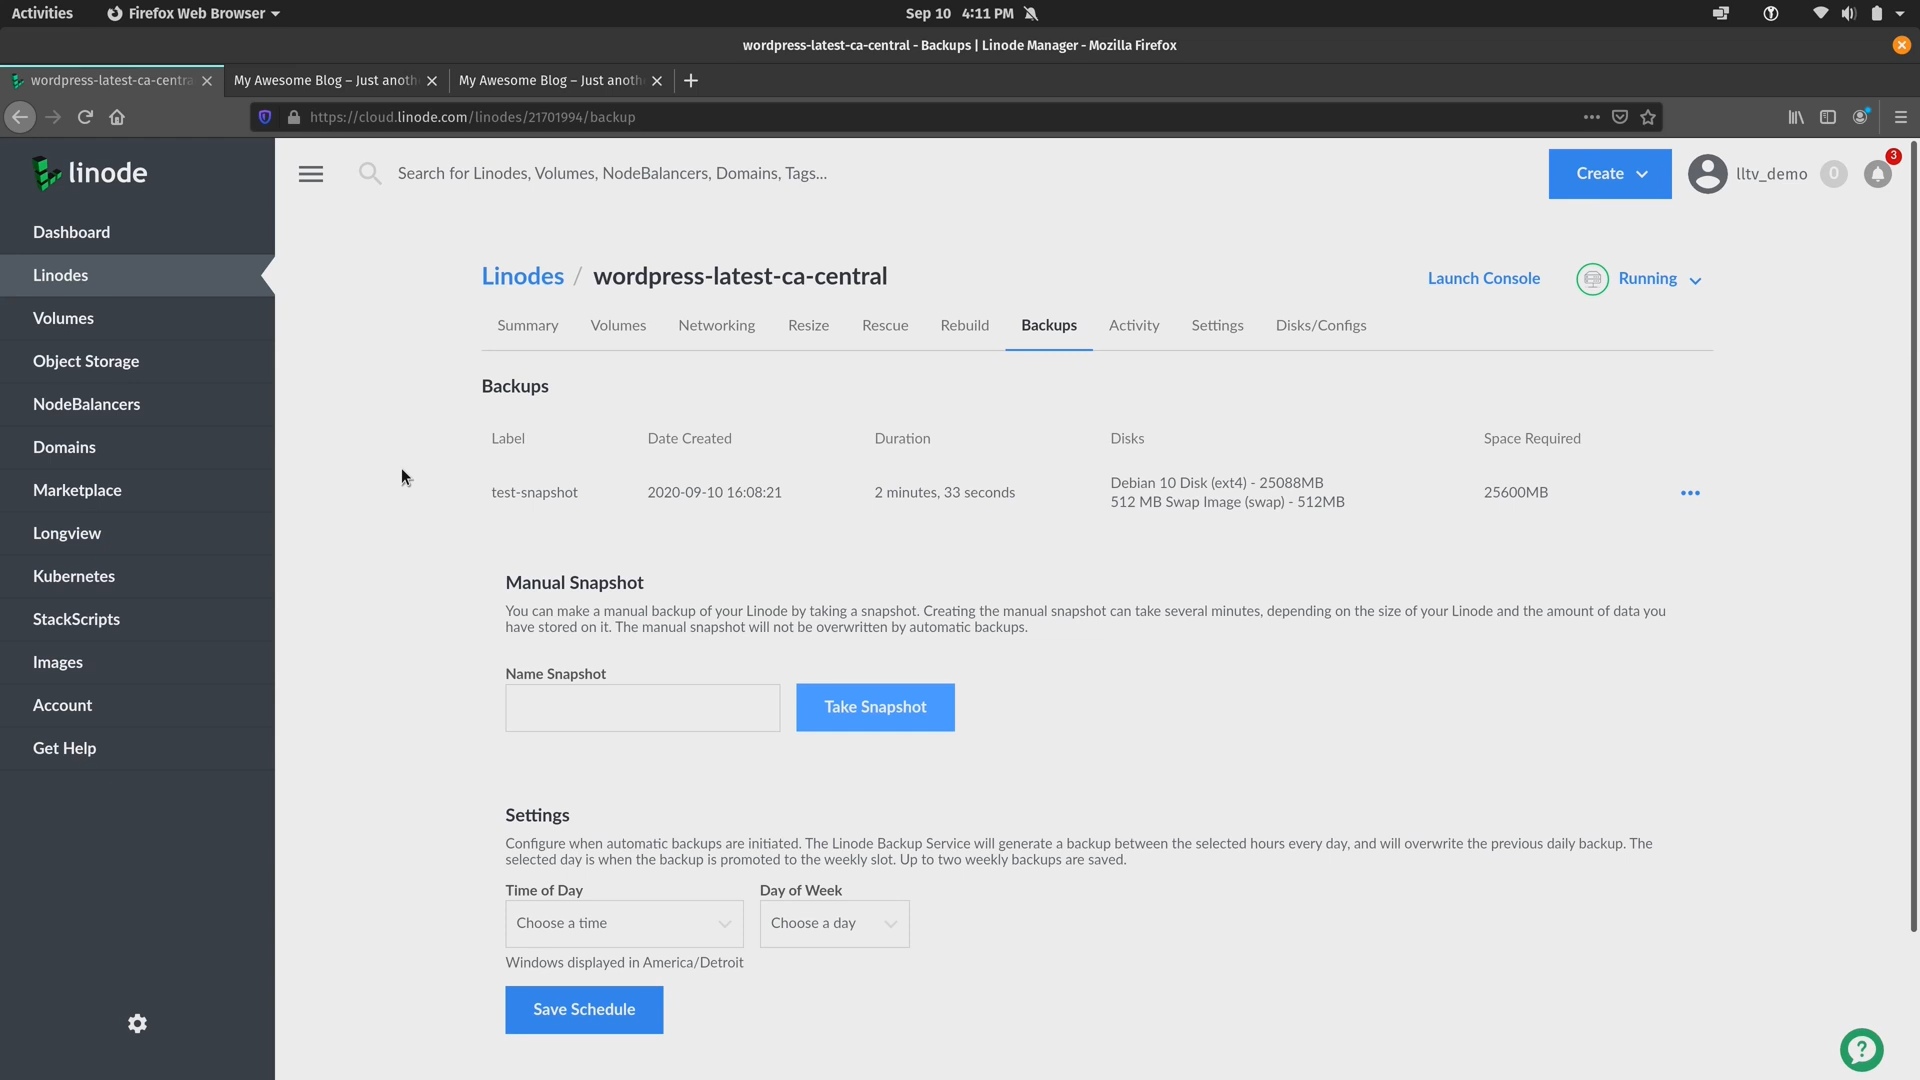 Activities
Firefox Web Browser
Sep 10 4:11 PM
wordpress-latest-ca-central - Backups | Linode Manager - Mozilla Firefox
wordpress-latest-ca-centra
My Awesome Blog – Just anoth
My Awesome Blog – Just anoth
https://cloud.linode.com/linodes/21701994/backup
linode
Search for Linodes, Volumes, NodeBalancers, Domains, Tags...
Create
lltv_demo
0
3
Dashboard
Linodes
Volumes
Object Storage
NodeBalancers
Domains
Marketplace
Longview
Kubernetes
StackScripts
Images
Account
Get Help
Linodes / wordpress-latest-ca-central
Launch Console
Running
Summary
Volumes
Networking
Resize
Rescue
Rebuild
Backups
Activity
Settings
Disks/Configs
Backups
Label
Date Created
Duration
Disks
Space Required
test-snapshot
2020-09-10 16:08:21
2 minutes, 33 seconds
Debian 10 Disk (ext4) - 25088MB
512 MB Swap Image (swap) - 512MB
25600MB
Manual Snapshot
You can make a manual backup of your Linode by taking a snapshot. Creating the manual snapshot can take several minutes, depending on the size of your Linode and the amount of data you
have stored on it. The manual snapshot will not be overwritten by automatic backups.
Name Snapshot
Take Snapshot
Settings
Configure when automatic backups are initiated. The Linode Backup Service will generate a backup between the selected hours every day, and will overwrite the previous daily backup. The
selected day is when the backup is promoted to the weekly slot. Up to two weekly backups are saved.
Time of Day
Day of Week
Choose a time
Choose a day
Windows displayed in America/Detroit
Save Schedule
?